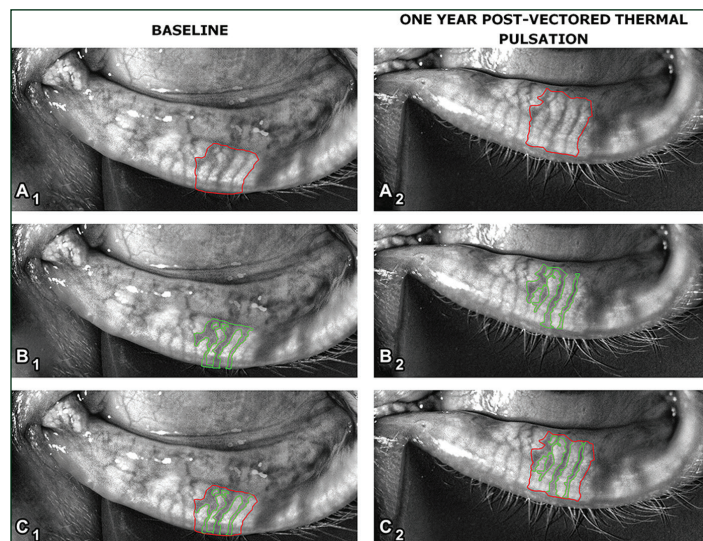 BASELINE
ONE YEAR POST-VECTORED THERMAL
PULSATION
A1
A2
B1
B2
C1
C2